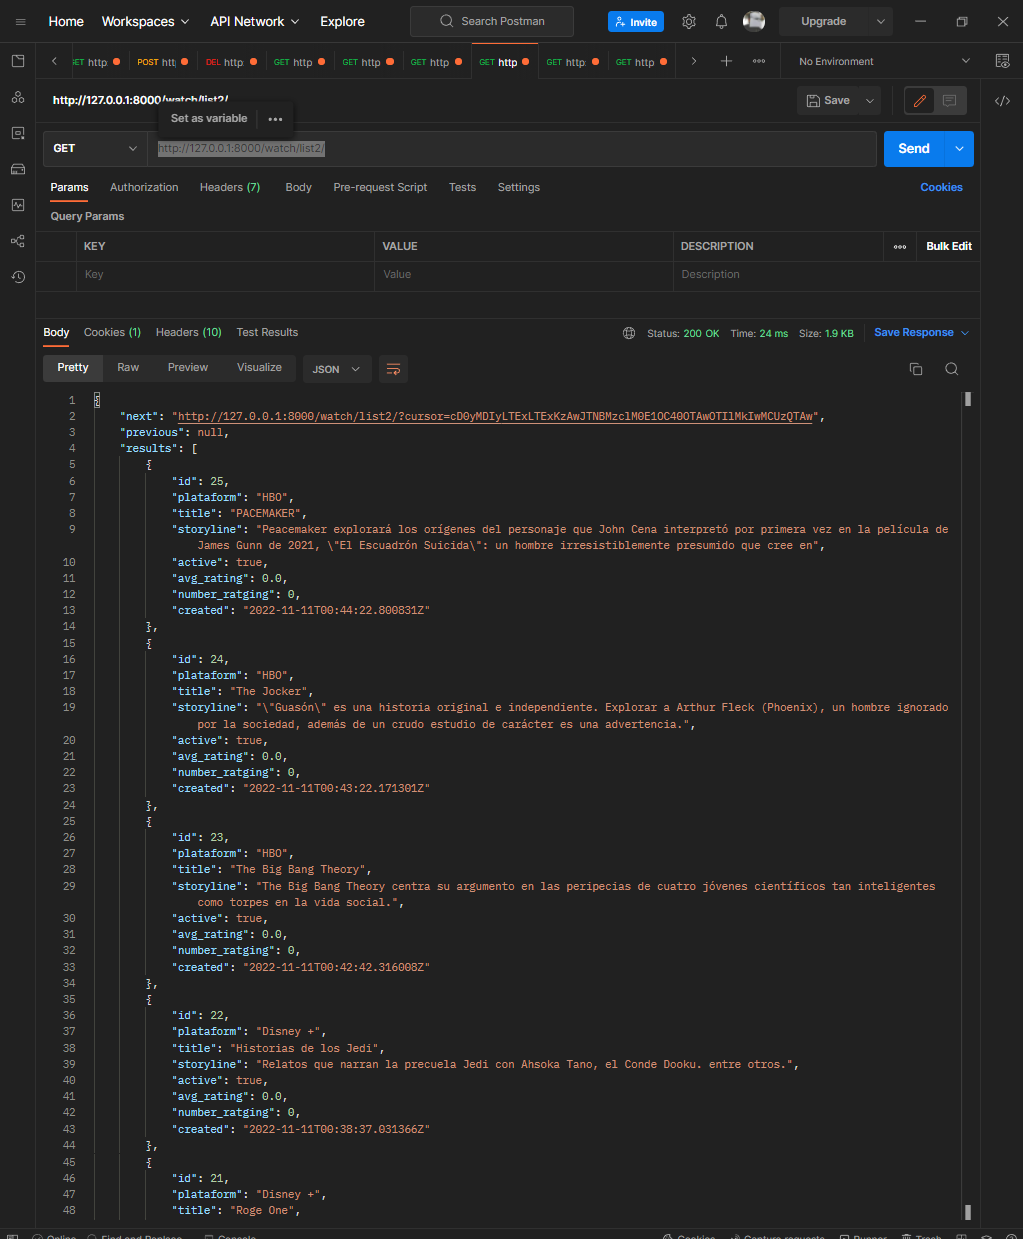 Home Workspaces API Network Explore Search Postman Invite Upgrade
GET http POST htt DEL http GET http GET http GET http GET http GET http GET http No Environment
http://127.0.0.1:8000/watch/list2/ Save
Set as variable
GET http://127.0.0.1:8000/watch/list2/ Send
Params Authorization Headers (7) Body Pre-request Script Tests Settings Cookies
Query Params
KEY VALUE DESCRIPTION Bulk Edit
Key Value Description
Body Cookies (1) Headers (10) Test Results Status: 200 OK Time: 24 ms Size: 1.9 KB Save Response
Pretty Raw Preview Visualize JSON
1 {
2 "next": "http://127.0.0.1:8000/watch/list2/?cursor=cD0yMDIyLTExLTExKzAwJTNBMzclM0E1OC40OTAwOTIlMkIwMCUzQTAw",
3 "previous": null,
4 "results": [
5 {
6 "id": 25,
7 "plataform": "HBO",
8 "title": "PACEMAKER",
9 "storyline": "Peacemaker explorará los orígenes del personaje que John Cena interpretó por primera vez en la película de
James Gunn de 2021, \"El Escuadrón Suicida\": un hombre irresistiblemente presumido que cree en",
10 "active": true,
11 "avg_rating": 0.0,
12 "number_ratging": 0,
13 "created": "2022-11-11T00:44:22.800831Z"
14 },
15 {
16 "id": 24,
17 "plataform": "HBO",
18 "title": "The Jocker",
19 "storyline": "\"Guasón\" es una historia original e independiente. Explorar a Arthur Fleck (Phoenix), un hombre ignorado
por la sociedad, además de un crudo estudio de carácter es una advertencia.",
20 "active": true,
21 "avg_rating": 0.0,
22 "number_ratging": 0,
23 "created": "2022-11-11T00:43:22.171301Z"
24 },
25 {
26 "id": 23,
27 "plataform": "HBO",
28 "title": "The Big Bang Theory",
29 "storyline": "The Big Bang Theory centra su argumento en las peripecias de cuatro jóvenes científicos tan inteligentes
como torpes en la vida social.",
30 "active": true,
31 "avg_rating": 0.0,
32 "number_ratging": 0,
33 "created": "2022-11-11T00:42:42.316008Z"
34 },
35 {
36 "id": 22,
37 "plataform": "Disney +",
38 "title": "Historias de los Jedi",
39 "storyline": "Relatos que narran la precuela Jedi con Ahsoka Tano, el Conde Dooku. entre otros.",
40 "active": true,
41 "avg_rating": 0.0,
42 "number_ratging": 0,
43 "created": "2022-11-11T00:38:37.031366Z"
44 },
45 {
46 "id": 21,
47 "plataform": "Disney +",
48 "title": "Roge One",
Online Find and Replace Console Cookies Capture requests Runner Trash